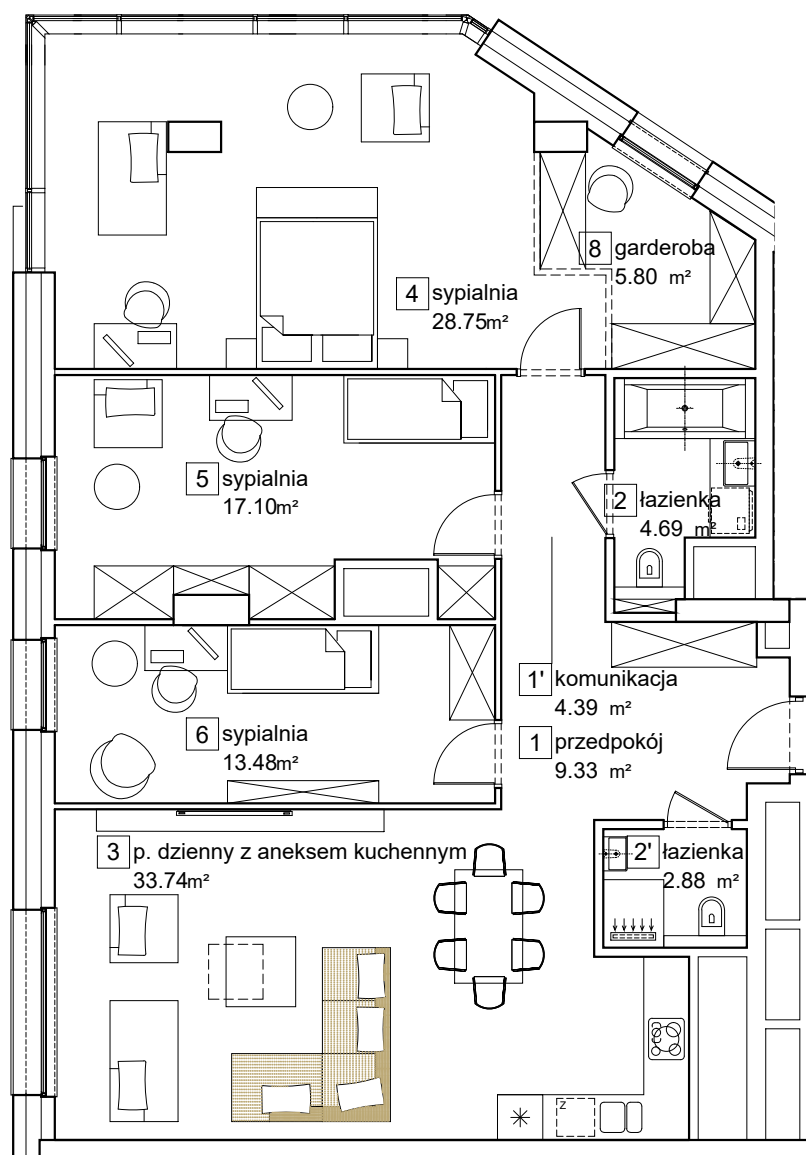 8 garderoba
5.80 m²
4 sypialnia
28.75m²
5 sypialnia
17.10m²
2 łazienka
4.69 m²
1' komunikacja
4.39 m²
6 sypialnia
13.48m²
1 przedpokój
9.33 m²
3 p. dzienny z aneksem kuchennym
33.74m²
2' łazienka
2.88 m²
Z